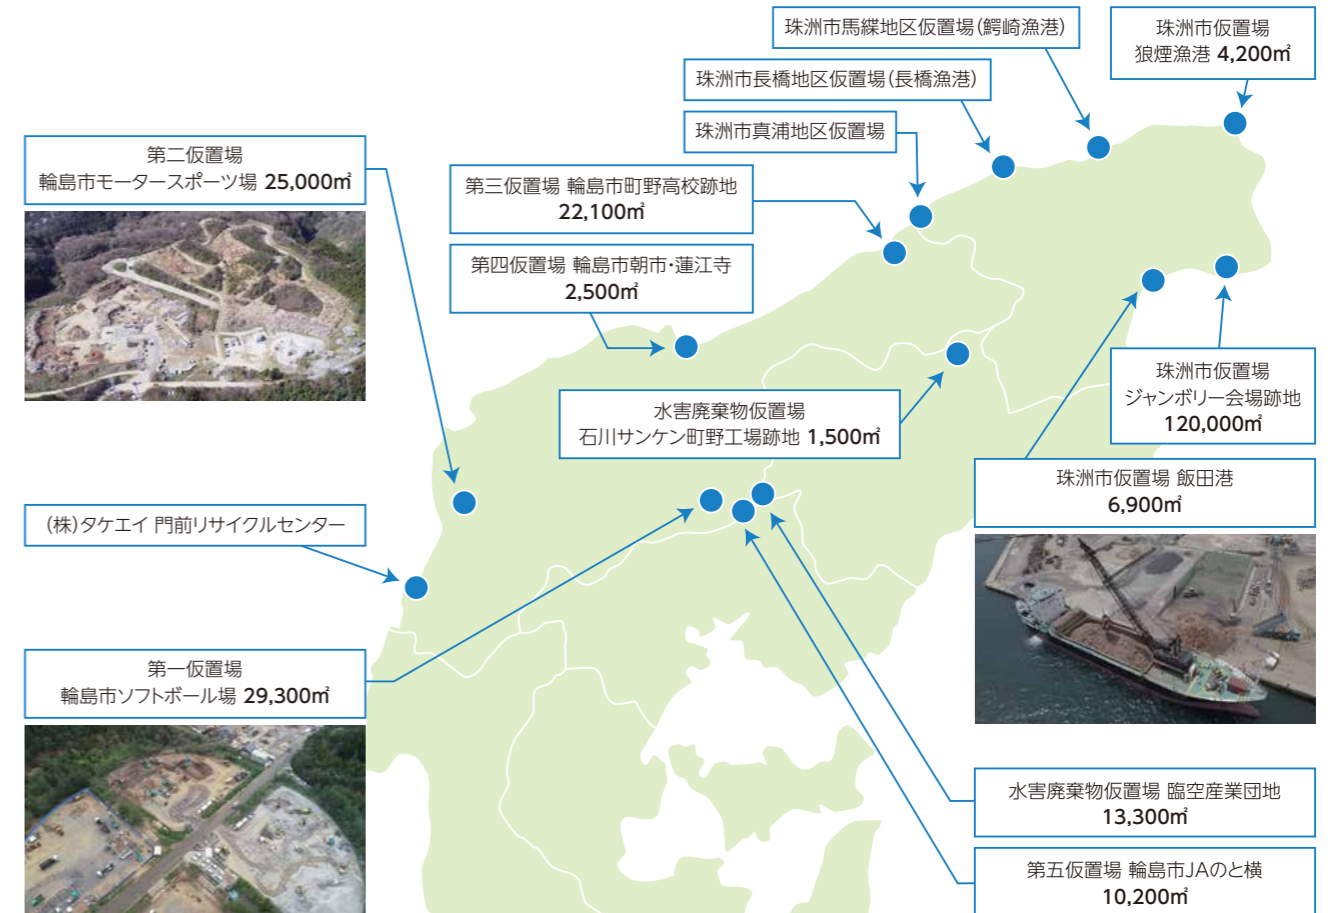 珠洲市馬緤地区仮置場(鰐崎漁港)
珠洲市仮置場
狼煙漁港 4,200㎡
珠洲市長橋地区仮置場(長橋漁港)
珠洲市真浦地区仮置場
第二仮置場
輪島市モータースポーツ場 25,000㎡
第三仮置場 輪島市町野高校跡地
22,100㎡
第四仮置場 輪島市朝市・蓮江寺
2,500㎡
水害廃棄物仮置場
石川サンケン町野工場跡地 1,500㎡
珠洲市仮置場
ジャンボリー会場跡地
120,000㎡
珠洲市仮置場 飯田港
6,900㎡
(株)タケエイ 門前リサイクルセンター
第一仮置場
輪島市ソフトボール場 29,300㎡
水害廃棄物仮置場 臨空産業団地
13,300㎡
第五仮置場 輪島市JAのと横
10,200㎡